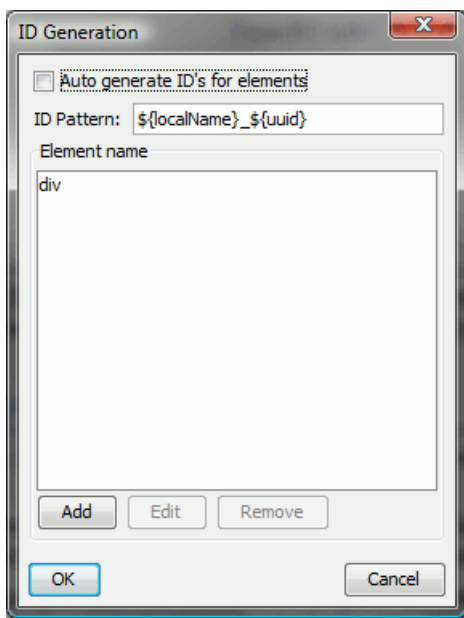 ID Generation
Auto generate ID's for elements
ID Pattern: ${localName}_${uuid}
Element name
div
Add Edit Remove
OK Cancel